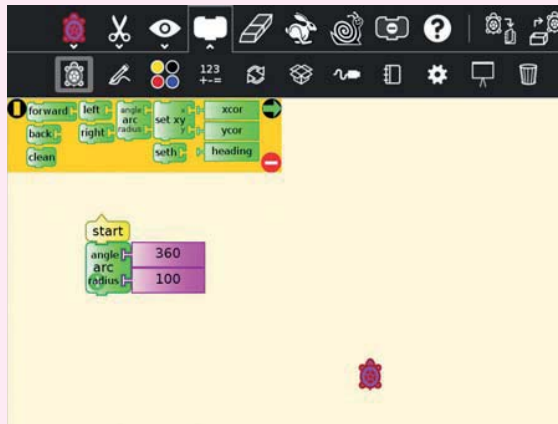 ?
123
+-=
forward left angle arc radius set xy x y xcor
back right ycor
clean seth heading
start
angle 360
arc
radius 100